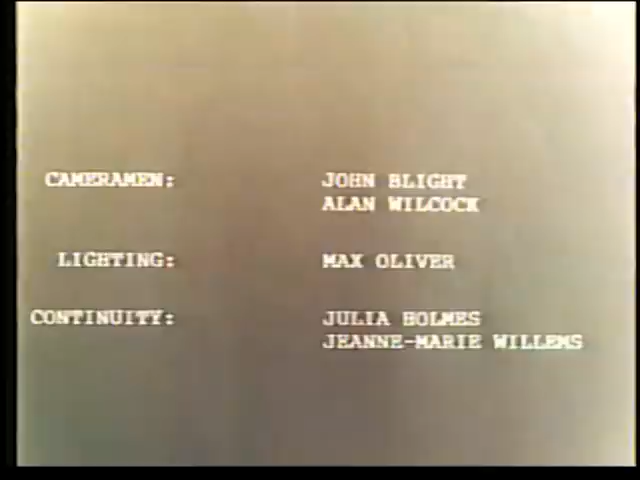 CAMERAMEN: JOHN BLIGHT
ALAN WILCOCK
LIGHTING: MAX OLIVER
CONTINUITY: JULIA HOLMES
JEANNE-MARIE WILLEMS